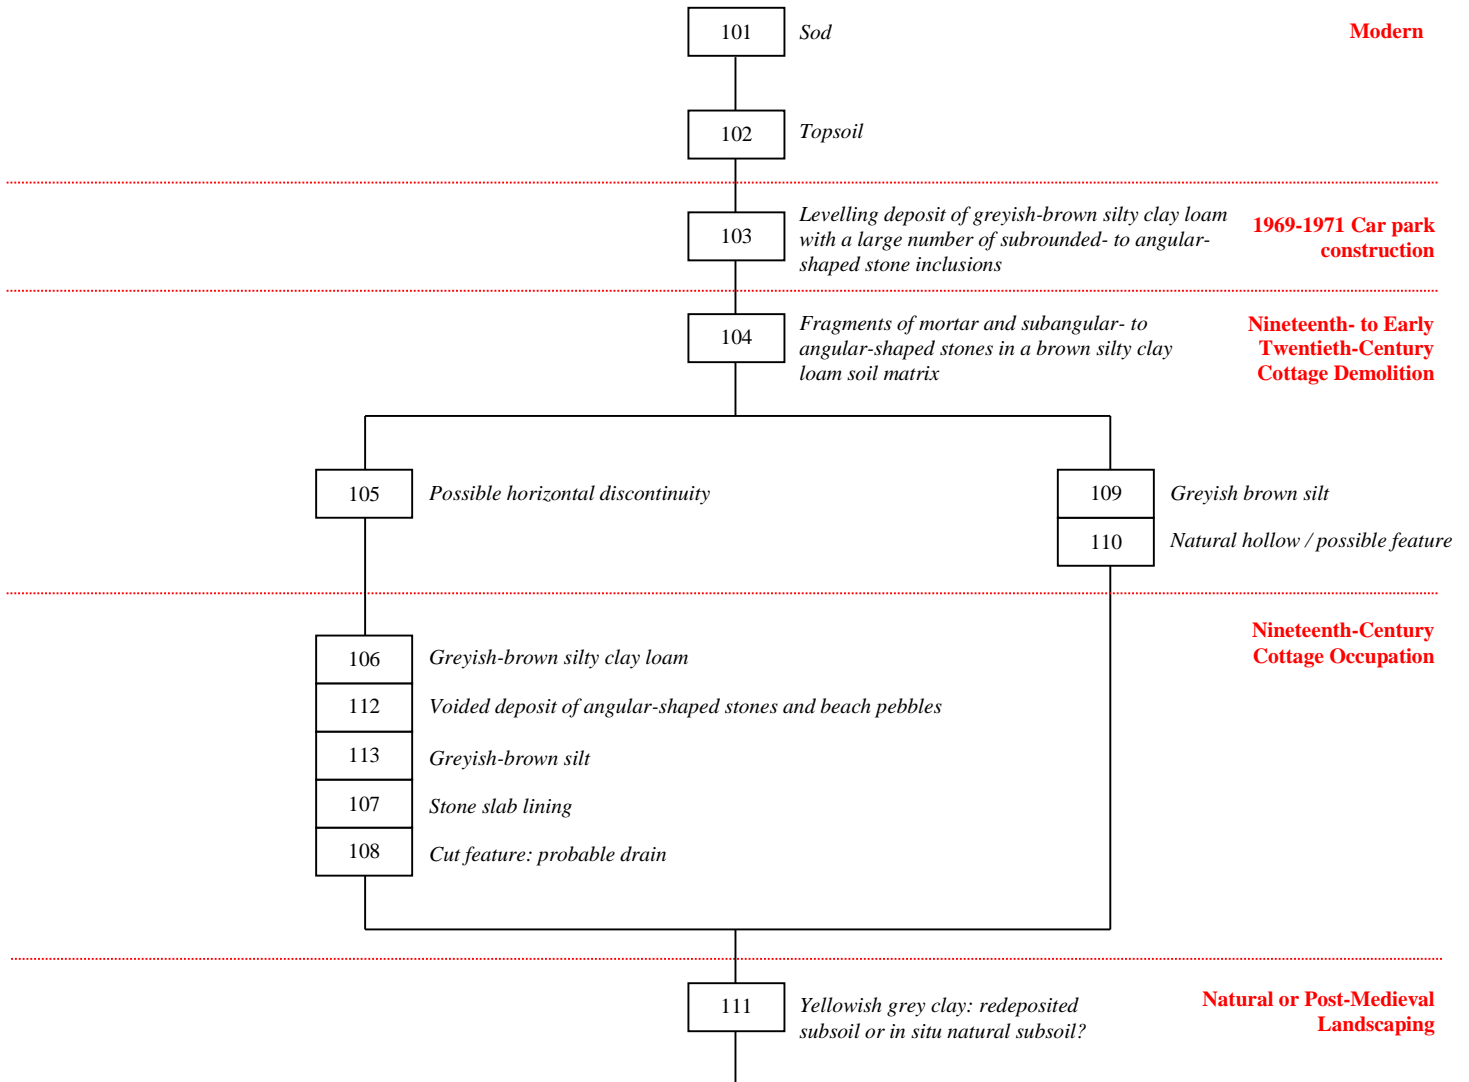 101
Sod
Modern
102
Topsoil
103
Levelling deposit of greyish-brown silty clay loam
with a large number of subrounded- to angular-
shaped stone inclusions
1969-1971 Car park
construction
104
Fragments of mortar and subangular- to
angular-shaped stones in a brown silty clay
loam soil matrix
Nineteenth- to Early
Twentieth-Century
Cottage Demolition
105
Possible horizontal discontinuity
109
Greyish brown silt
110
Natural hollow / possible feature
Nineteenth-Century
Cottage Occupation
106
Greyish-brown silty clay loam
112
Voided deposit of angular-shaped stones and beach pebbles
113
Greyish-brown silt
107
Stone slab lining
108
Cut feature: probable drain
111
Yellowish grey clay: redeposited
subsoil or in situ natural subsoil?
Natural or Post-Medieval
Landscaping